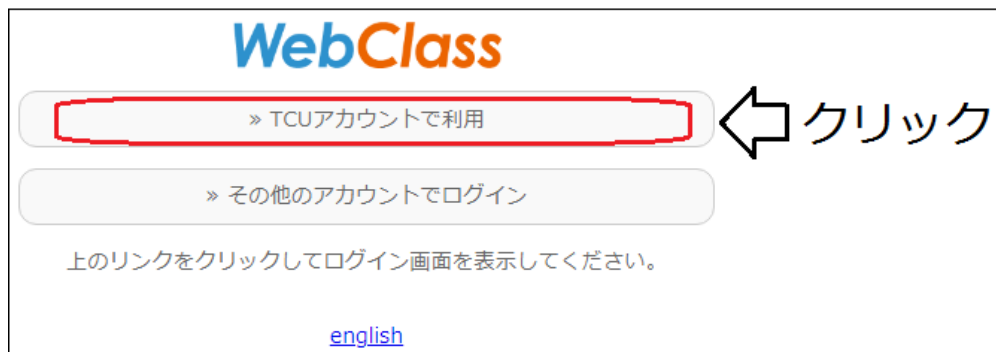 WebClass
» TCUアカウントで利用
クリック
» その他のアカウントでログイン
上のリンクをクリックしてログイン画面を表示してください。
english